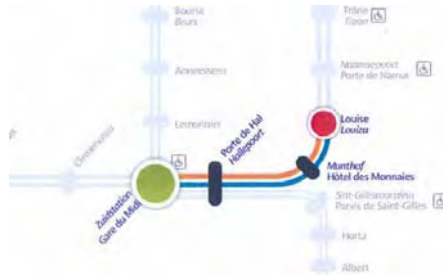 Bourse
Beurs
Anneessens
Lemonnier
Clemenceau
Zuidstation
Gare du Midi
Porte de Hal
Hallepoort
Troon
Naamsepoort
Porte de Namur
Louise
Louiza
Munthof
Hôtel des Monnaies
Sint-Gillisvoorplein
Parvis de Saint-Gilles
Horta
Albert